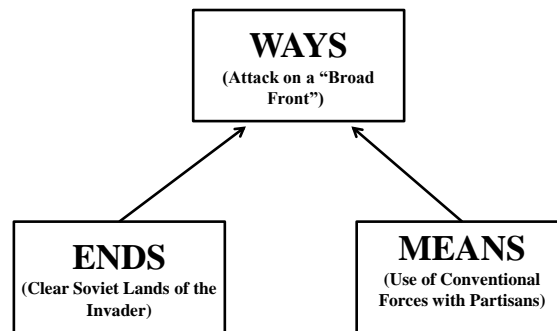 WAYS
(Attack on a “Broad
Front”)
ENDS
(Clear Soviet Lands of the
Invader)
MEANS
(Use of Conventional
Forces with Partisans)